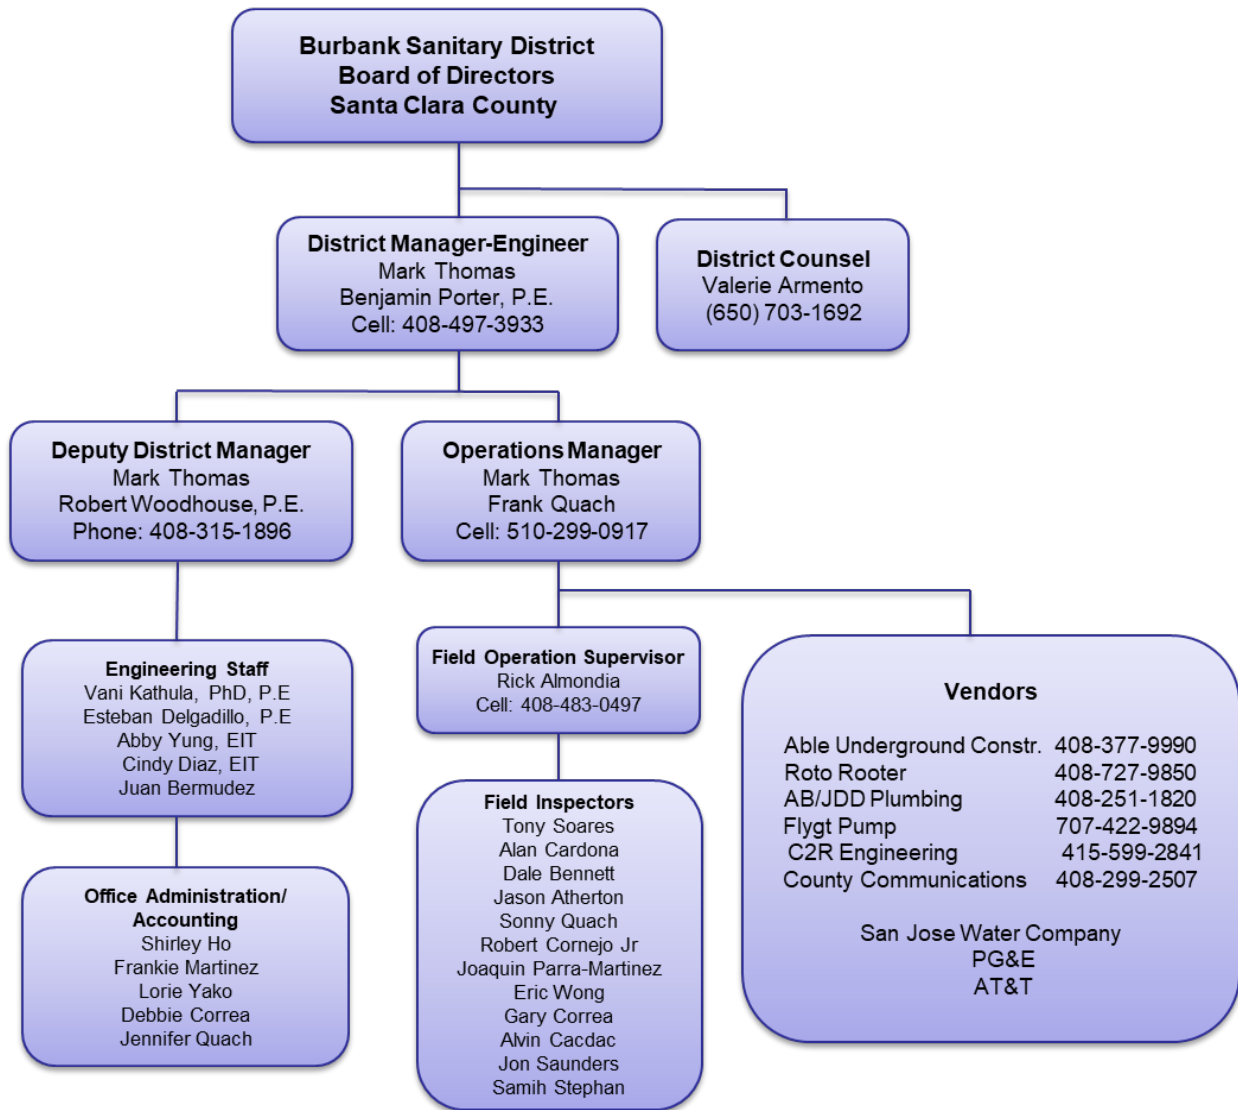 Burbank Sanitary District
Board of Directors
Santa Clara County
District Manager-Engineer
Mark Thomas
Benjamin Porter, P.E.
Cell: 408-497-3933
District Counsel
Valerie Armento
(650) 703-1692
Deputy District Manager
Mark Thomas
Robert Woodhouse, P.E.
Phone: 408-315-1896
Operations Manager
Mark Thomas
Frank Quach
Cell: 510-299-0917
Engineering Staff
Vani Kathula, PhD, P.E
Esteban Delgadillo, P.E
Abby Yung, EIT
Cindy Diaz, EIT
Juan Bermudez
Office Administration/
Accounting
Shirley Ho
Frankie Martinez
Lorie Yako
Debbie Correa
Jennifer Quach
Field Operation Supervisor
Rick Almondia
Cell: 408-483-0497
Field Inspectors
Tony Soares
Alan Cardona
Dale Bennett
Jason Atherton
Sonny Quach
Robert Cornejo Jr
Joaquin Parra-Martinez
Eric Wong
Gary Correa
Alvin Cacdac
Jon Saunders
Samih Stephan
Vendors
Able Underground Constr. 408-377-9990
Roto Rooter 408-727-9850
AB/JDD Plumbing 408-251-1820
Flygt Pump 707-422-9894
C2R Engineering 415-599-2841
County Communications 408-299-2507
San Jose Water Company
PG&E
AT&T